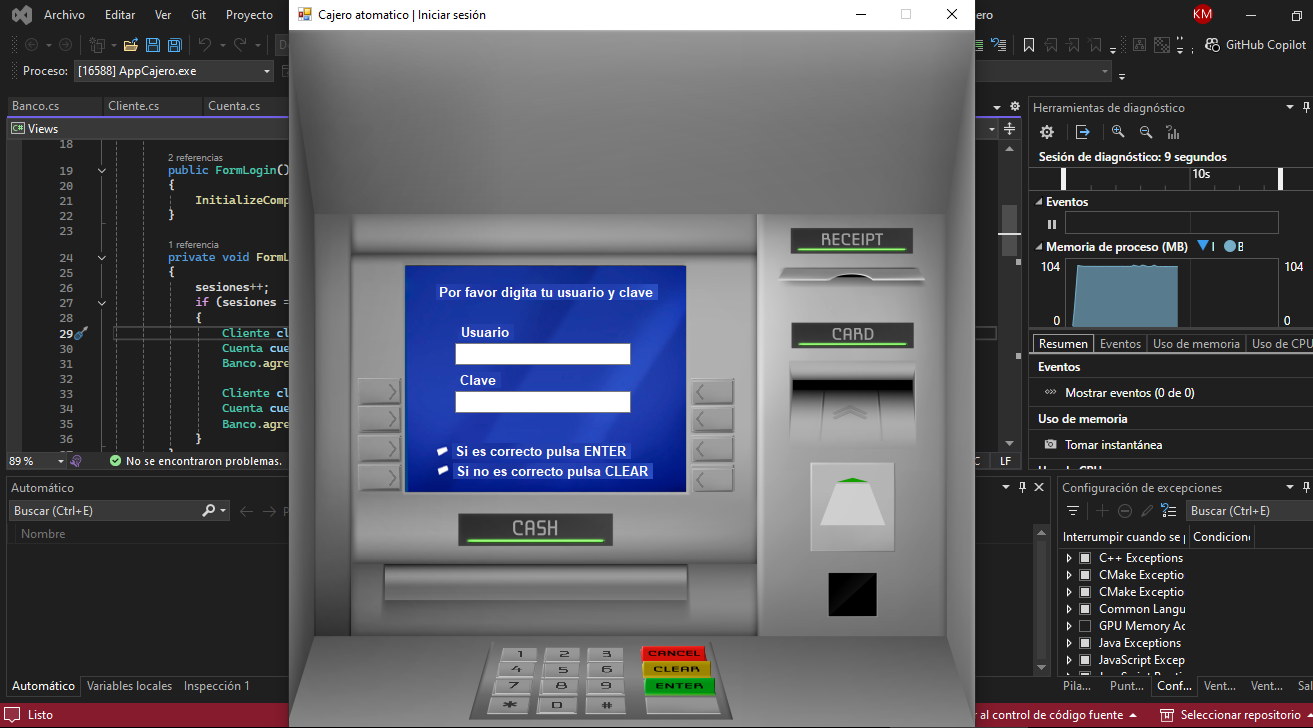 Archivo Editar Ver Git Proyecto
Cajero atomatico | Iniciar sesión
KM
GitHub Copilot
Proceso: [16588] AppCajero.exe
Banco.cs Cliente.cs Cuenta.cs
Views
18
2 referencias
19 public FormLogin()
20 {
21 InitializeComp
22 }
23
1 referencia
24 private void FormL
25 {
26 sesiones++;
27 if (sesiones =
28 {
29 Cliente cl
30 Cuenta cue
31 Banco.agre
32
33 Cliente cl
34 Cuenta cue
35 Banco.agre
36 }
89 % No se encontraron problemas.
LF
Automático
Buscar (Ctrl+E)
Nombre
Automático Variables locales Inspección 1
Listo
RECEIPT
CARD
Por favor digita tu usuario y clave
Usuario
Clave
Si es correcto pulsa ENTER
Si no es correcto pulsa CLEAR
CASH
1 2 3 CANCEL
4 5 6 CLEAR
7 8 9 ENTER
* 0 #
Herramientas de diagnóstico
Sesión de diagnóstico: 9 segundos
10s
Eventos
Memoria de proceso (MB) I B
104 104
0 0
Resumen Eventos Uso de memoria Uso de CPU
Eventos
Mostrar eventos (0 de 0)
Uso de memoria
Tomar instantánea
Configuración de excepciones
Buscar (Ctrl+E)
Interrumpir cuando se Condicione
C++ Exceptions
CMake Exceptio
CMake Exceptio
Common Langu
GPU Memory Ac
Java Exceptions
JavaScript Excep
Pila... Punt... Conf... Vent... Vent... Sal
ar al control de código fuente Seleccionar repositorio